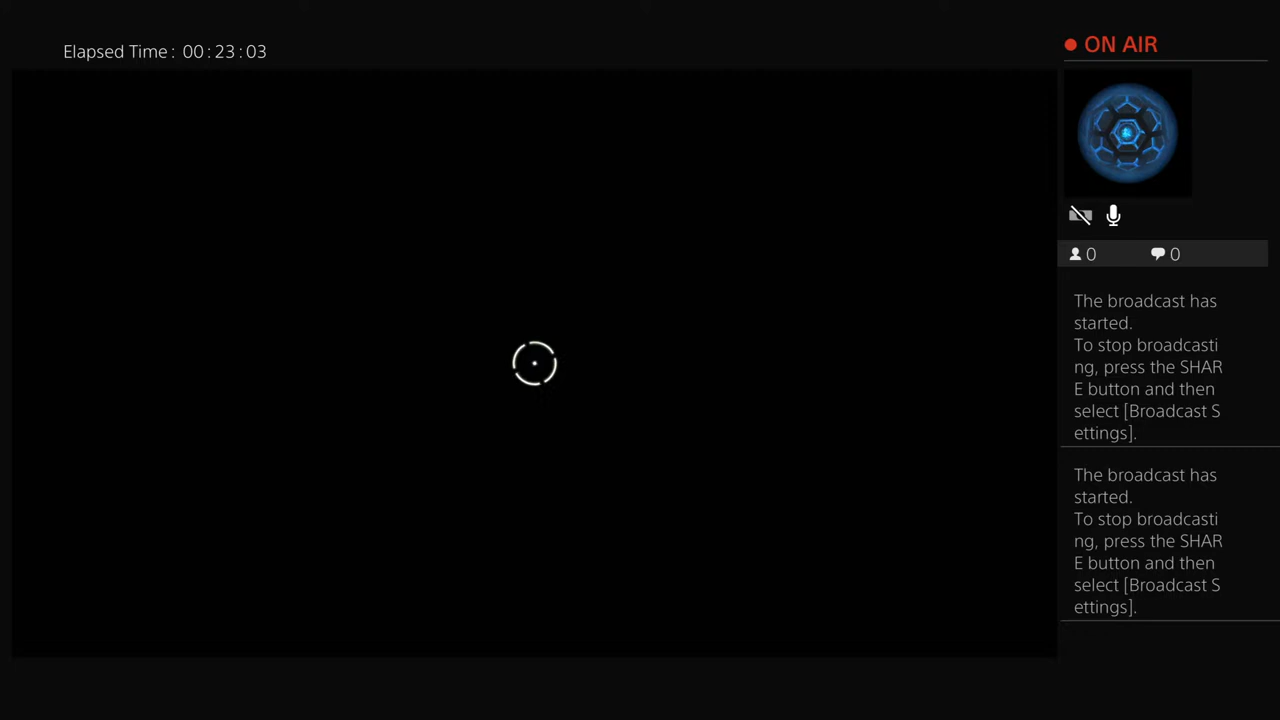 Elapsed Time: 00:23:03
ON AIR
0 0
The broadcast has
started.
To stop broadcasti
ng, press the SHAR
E button and then
select [Broadcast S
ettings].
The broadcast has
started.
To stop broadcasti
ng, press the SHAR
E button and then
select [Broadcast S
ettings].